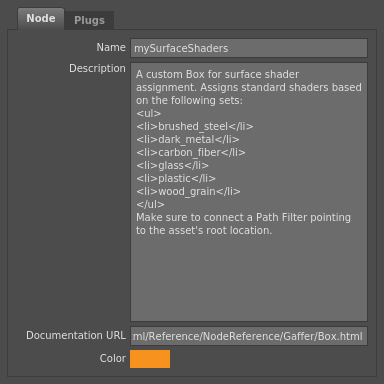 Node Plugs
Name mySurfaceShaders
Description A custom Box for surface shader
assignment. Assigns standard shaders based
on the following sets:
<ul>
<li>brushed_steel</li>
<li>dark_metal</li>
<li>carbon_fiber</li>
<li>glass</li>
<li>plastic</li>
<li>wood_grain</li>
</ul>
Make sure to connect a Path Filter pointing
to the asset's root location.
Documentation URL ml/Reference/NodeReference/Gaffer/Box.html
Color